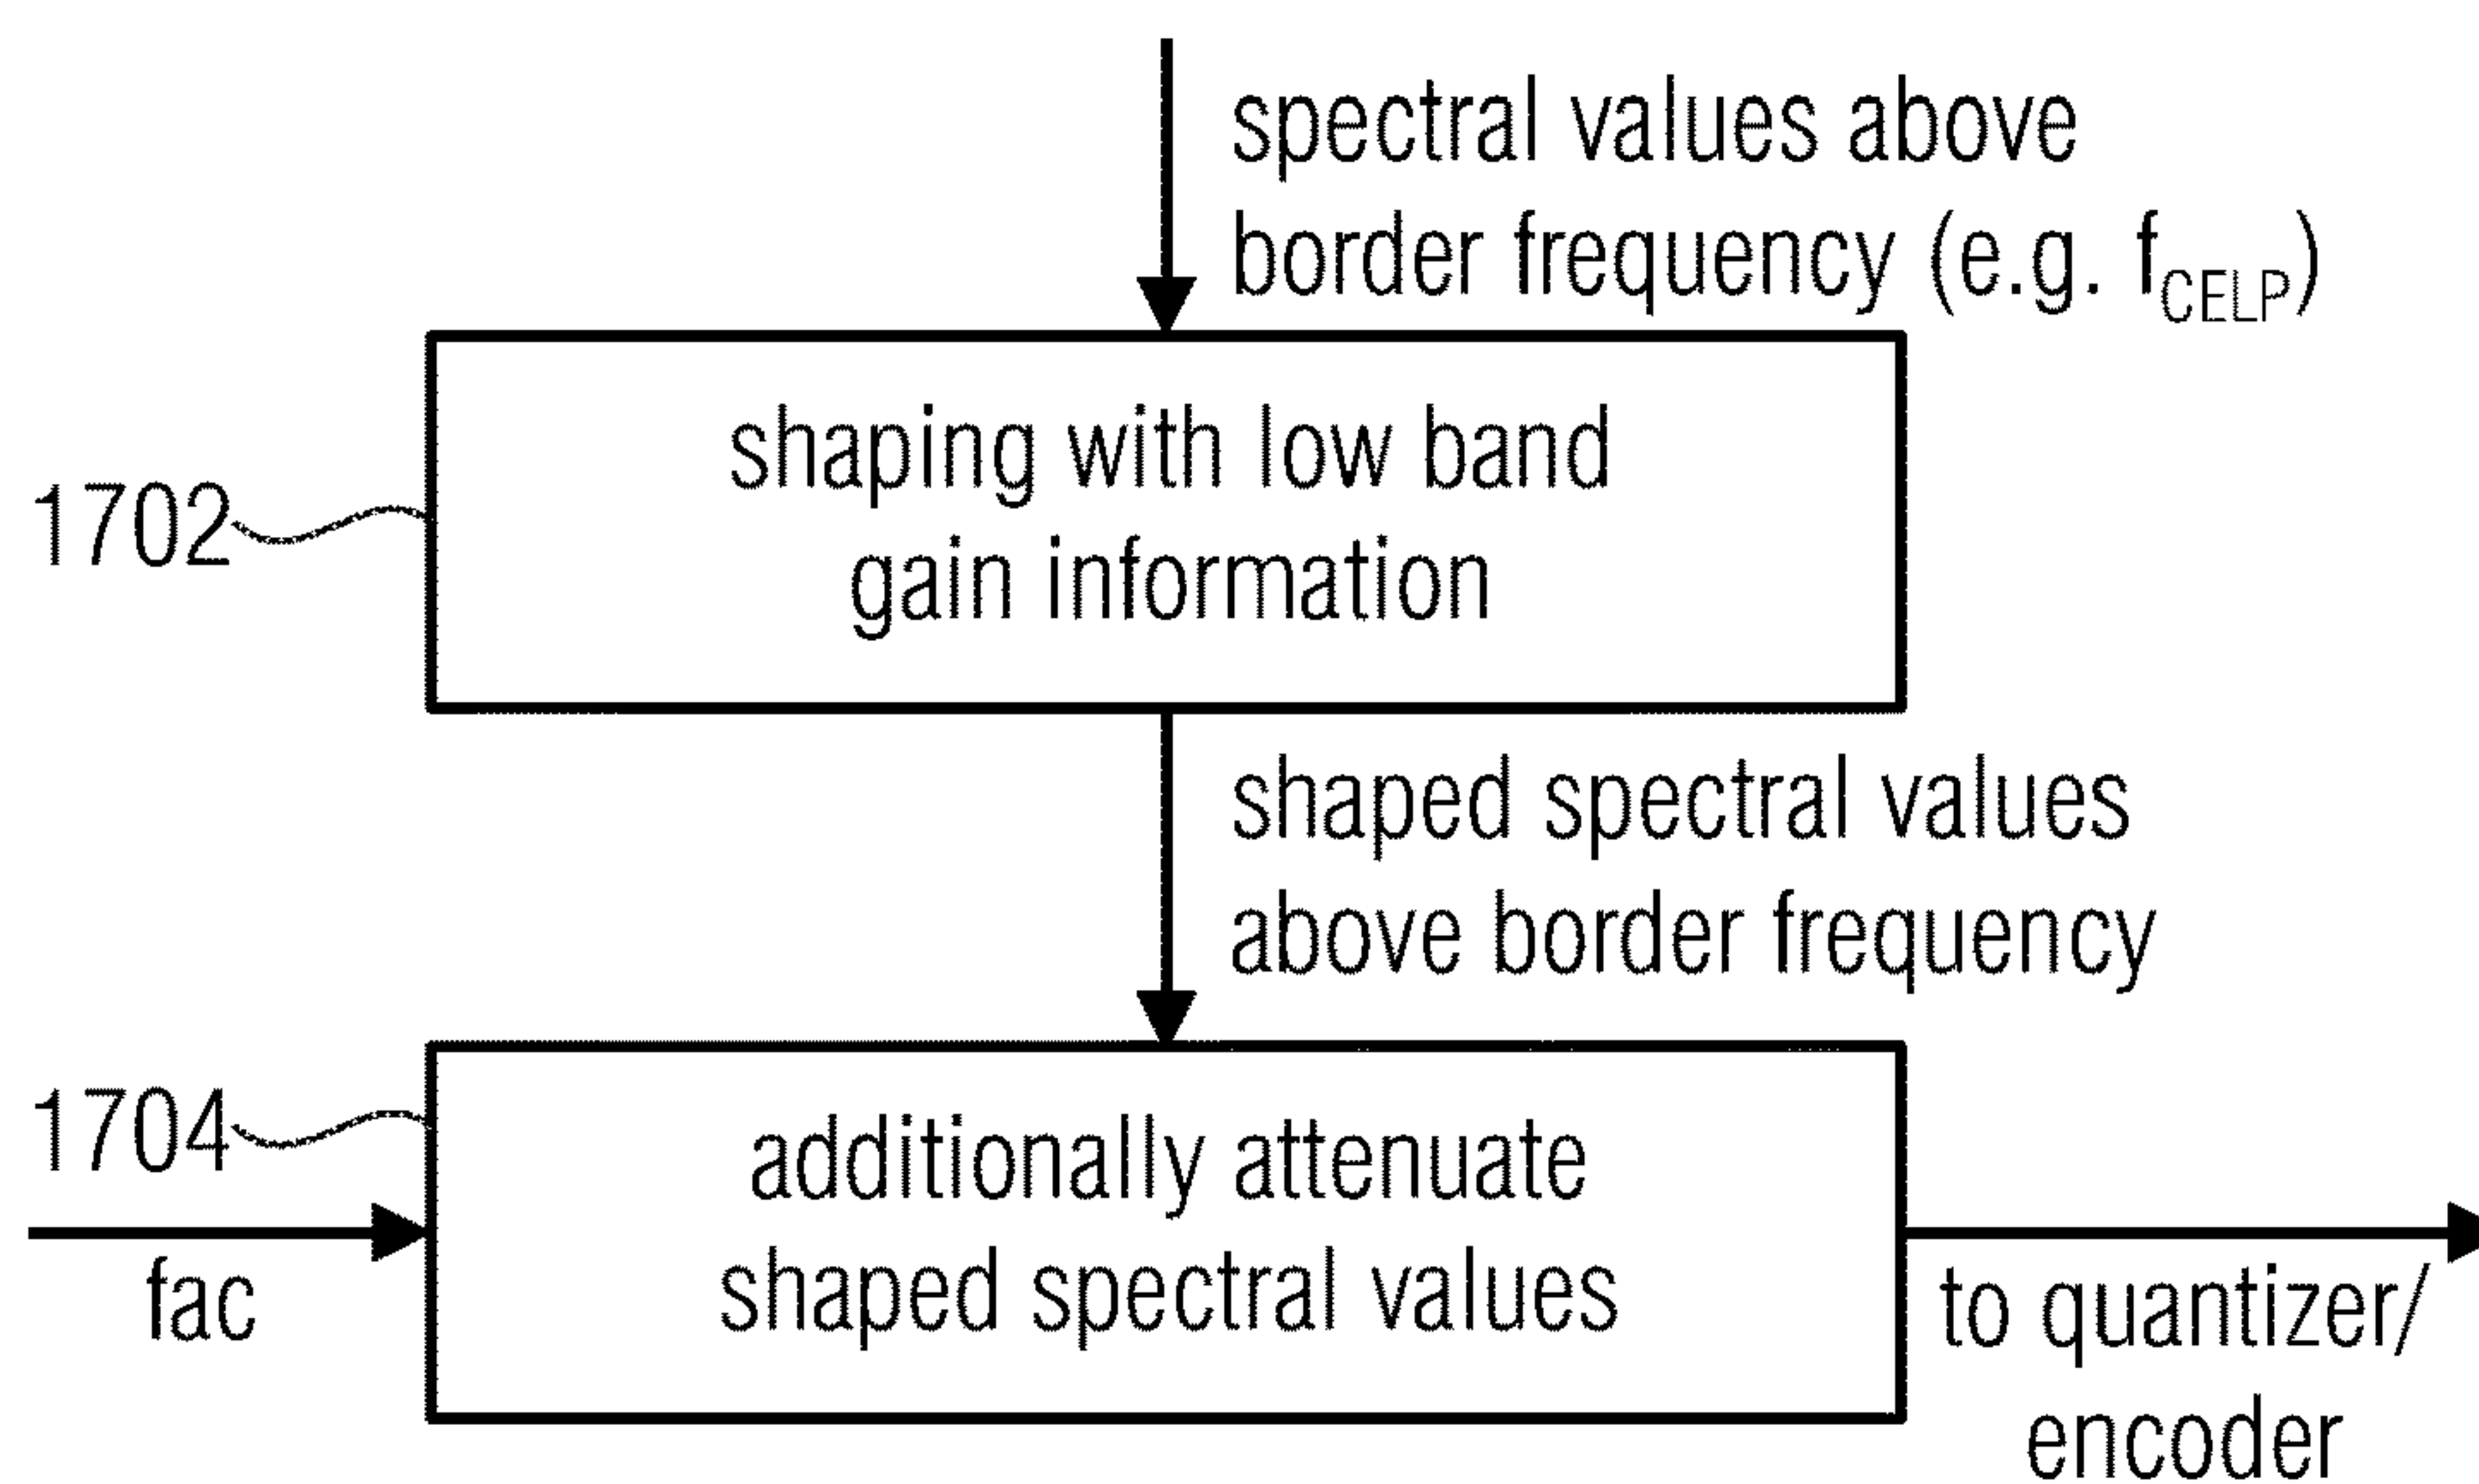 spectral values above
border frequency (e.g. fCELP)
shaping with low band
gain information
1702
shaped spectral values
above border frequency
1704
additionally attenuate
shaped spectral values
fac
to quantizer/
encoder